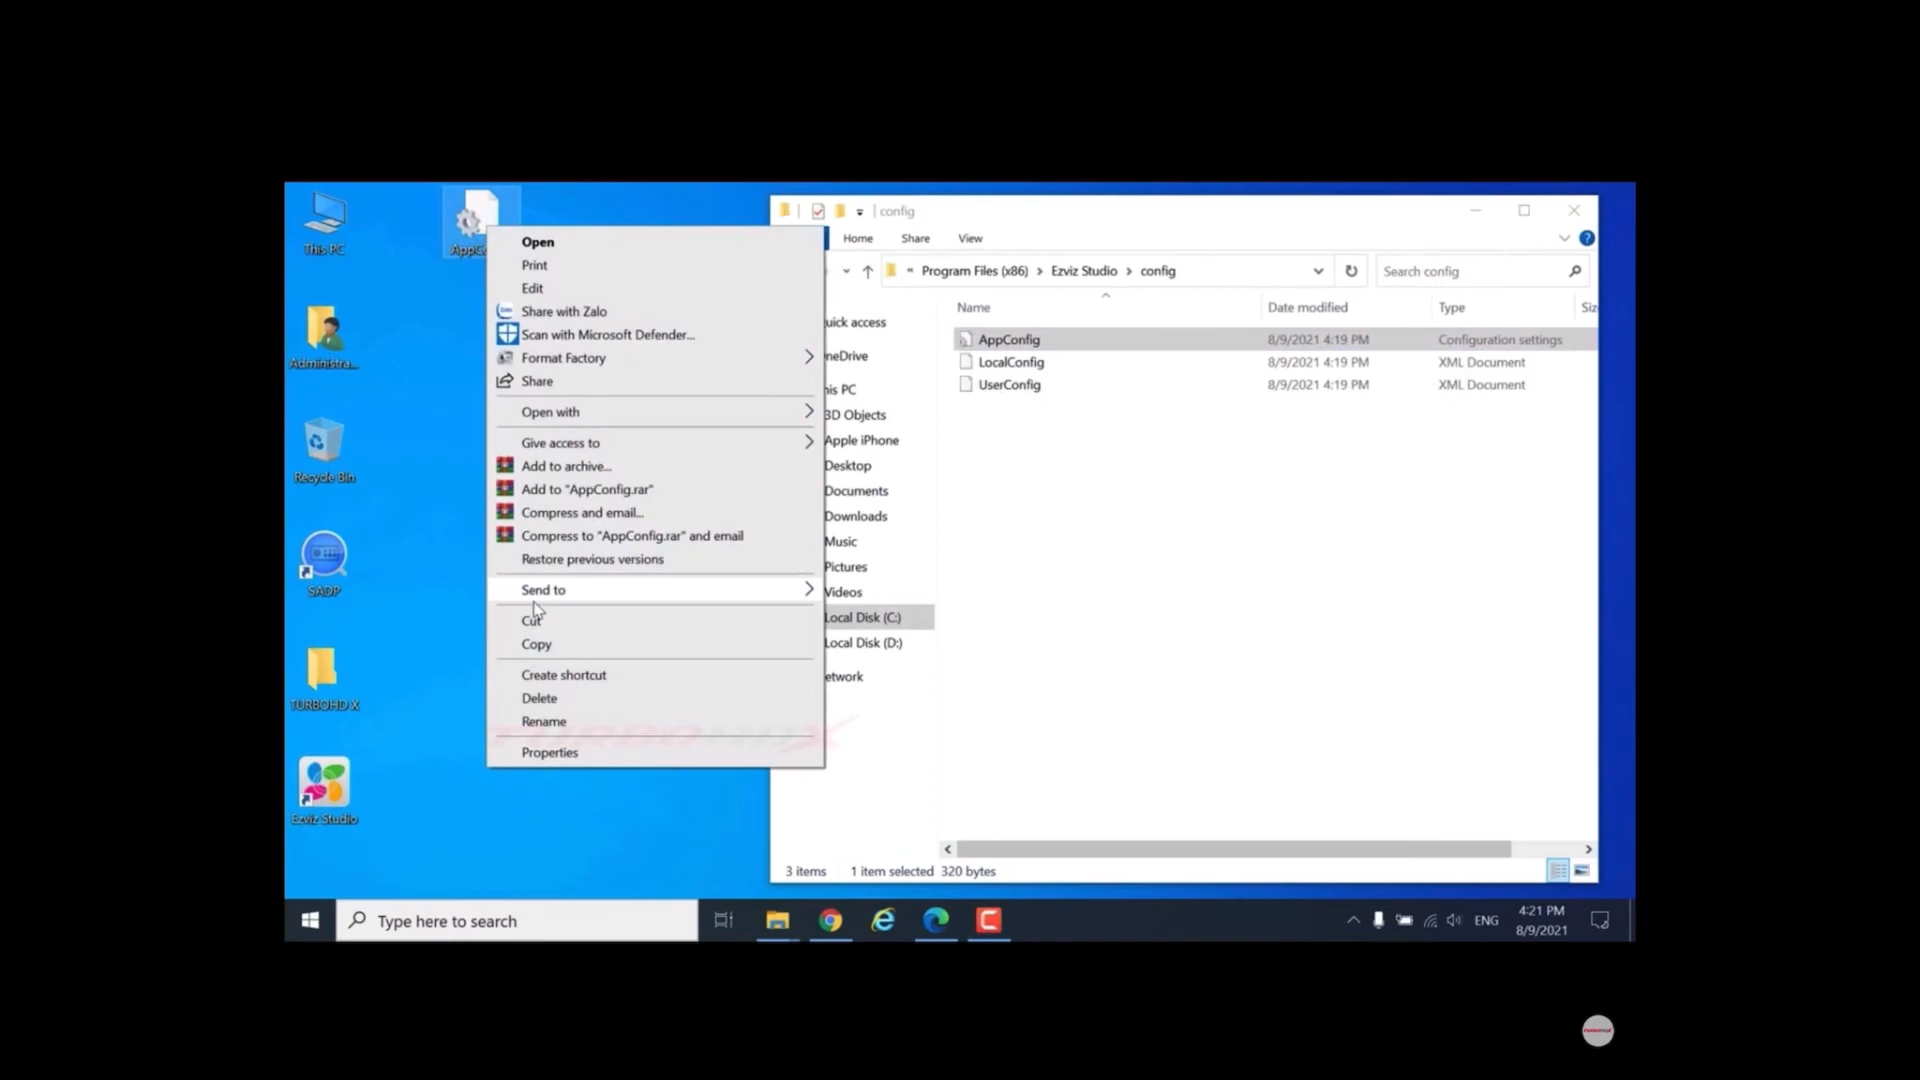 This PC
Administra...
Recycle Bin
SADP
TURBOHD X
Ezviz Studio
Open
Print
Edit
Share with Zalo
Scan with Microsoft Defender...
Format Factory
Share
Open with
Give access to
Add to archive...
Add to "AppConfig.rar"
Compress and email...
Compress to "AppConfig.rar" and email
Restore previous versions
Send to
Cut
Copy
Create shortcut
Delete
Rename
Properties
config
Home Share View
« Program Files (x86) > Ezviz Studio > config
Search config
Name Date modified Type Siz
AppConfig 8/9/2021 4:19 PM Configuration settings
LocalConfig 8/9/2021 4:19 PM XML Document
UserConfig 8/9/2021 4:19 PM XML Document
uick access
neDrive
his PC
3D Objects
Apple iPhone
Desktop
Documents
Downloads
Music
Pictures
Videos
Local Disk (C:)
Local Disk (D:)
etwork
3 items 1 item selected 320 bytes
Type here to search
ENG
4:21 PM
8/9/2021